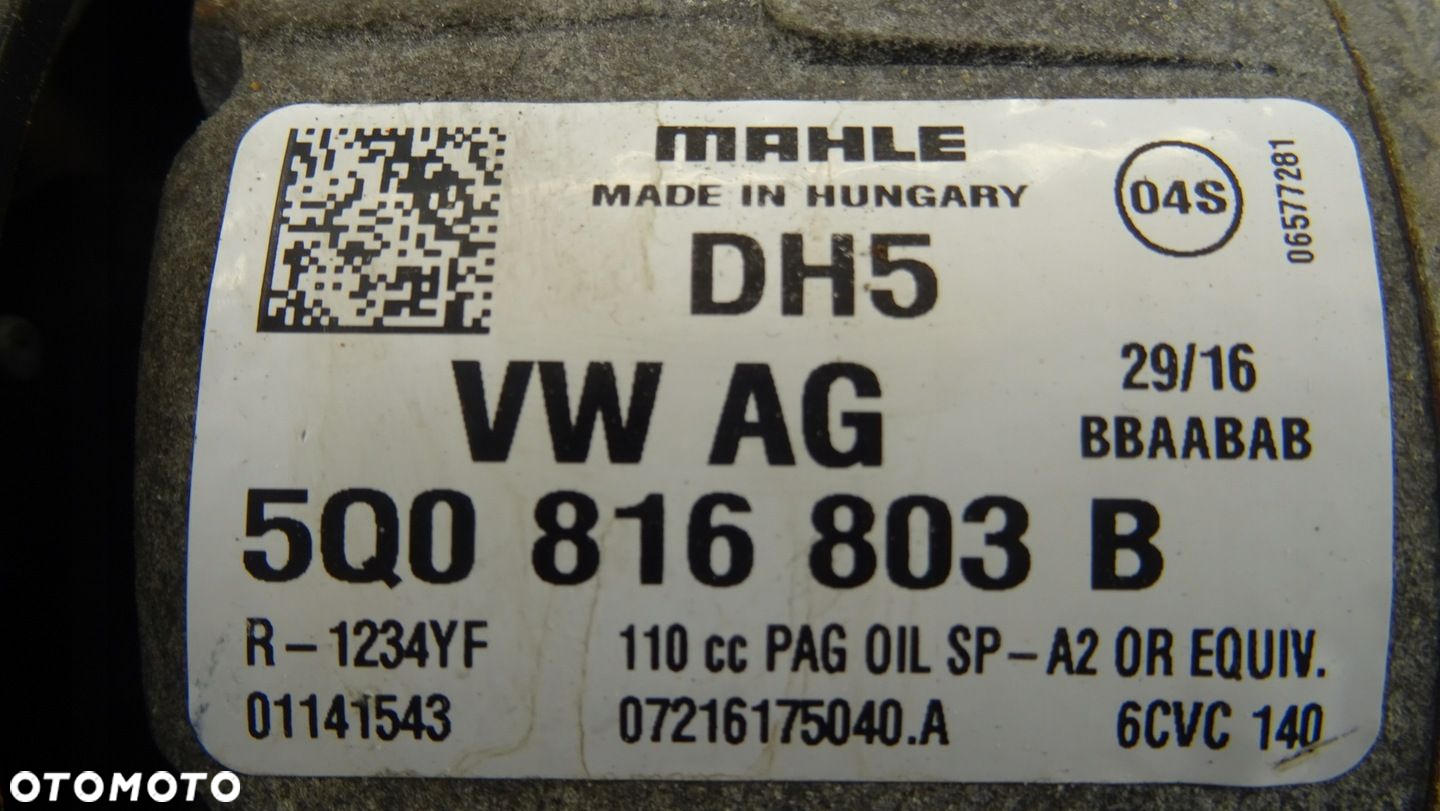 MAHLE
MADE IN HUNGARY
04S
06577281
DH5
29/16
BBAABAB
VW AG
5Q0 816 803 B
R-1234YF 110 cc PAG OIL SP-A2 OR EQUIV.
01141543 07216175040.A 6CVC 140
OTOMOTO